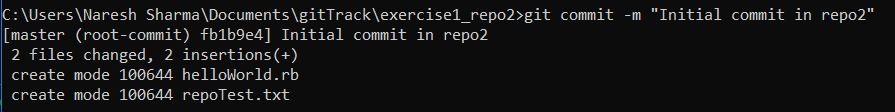 C:\Users\Naresh Sharma\Documents\gitTrack\exercise1_repo2>git commit -m "Initial commit in repo2"
[master (root-commit) fb1b9e4] Initial commit in repo2
 2 files changed, 2 insertions(+)
 create mode 100644 helloWorld.rb
 create mode 100644 repoTest.txt